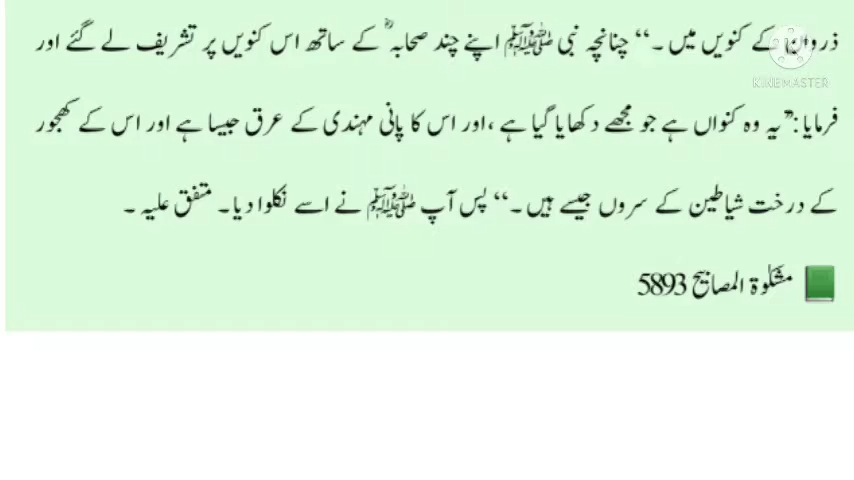 ذروان کے کنویں میں ۔‘‘ چنانچہ نبی ﷺ اپنے چند صحابہ ؓ کے ساتھ اس کنویں پر تشریف لے گئے اور
KINEMASTER
فرمایا :’’ یہ وہ کنواں ہے جو مجھے دکھایا گیا ہے ،اور اس کا پانی مہندی کے عرق جیسا ہے اور اس کے کھجور
کے درخت شیاطین کے سروں جیسے ہیں ۔‘‘ پس آپ ﷺ نے اسے نکلوا دیا ۔ متفق علیہ ۔
مشکوٰۃ المصابیح 5893